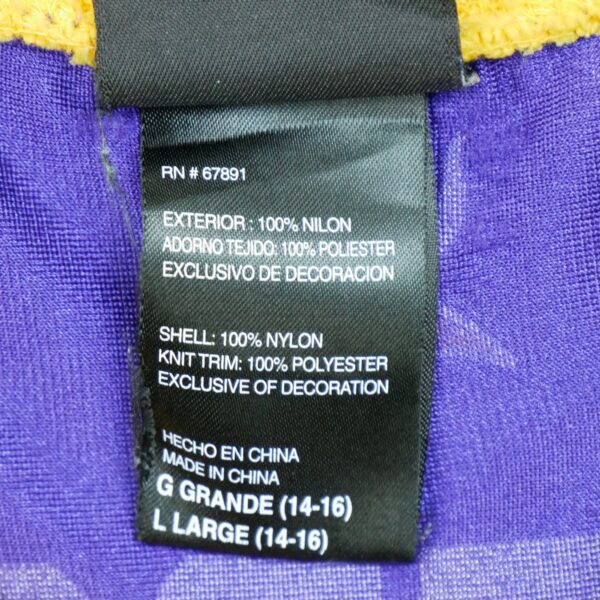 RN # 67891
EXTERIOR : 100% NILON
ADORNO TEJIDO: 100% POLIESTER
EXCLUSIVO DE DECORACION
SHELL: 100% NYLON
KNIT TRIM: 100% POLYESTER
EXCLUSIVE OF DECORATION
HECHO EN CHINA
MADE IN CHINA
G GRANDE (14-16)
L LARGE (14-16)